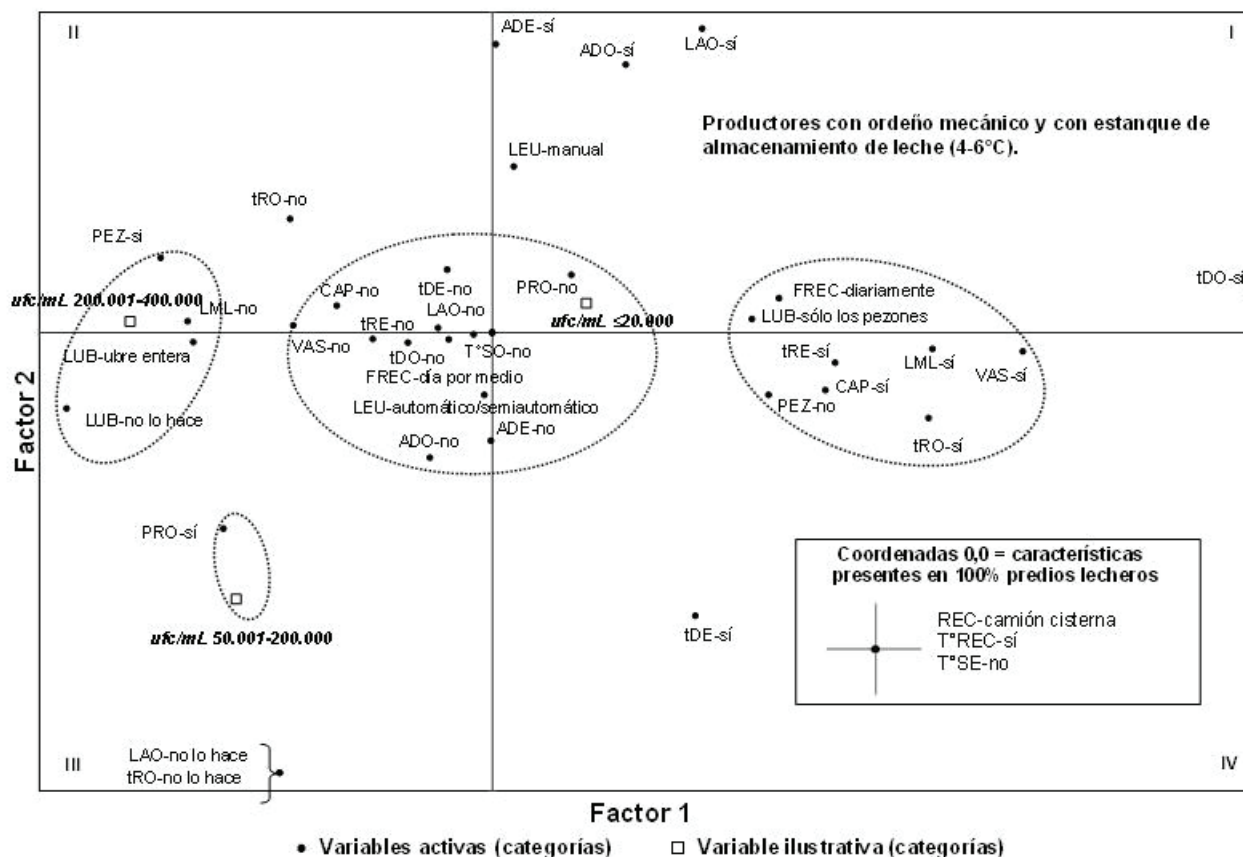 II
ADE-sí
ADO-sí
LAO-sí
I
Productores con ordeño mecánico y con estanque de
almacenamiento de leche (4-6°C).
LEU-manual
tRO-no
PEZ-si
tDO-sí
ufc/mL 200.001-400.000
LML-no
CAP-no
tDE-no
PRO-no
FREC-diariamente
LAO-no
ufc/mL ≤20.000
LUB-sólo los pezones
tRE-no
LUB-ubre entera
VAS-no
tDO-no
T°SO-no
tRE-sí
LML-sí
VAS-sí
FREC-día por medio
CAP-sí
LEU-automático/semiautomático
PEZ-no
LUB-no lo hace
ADO-no
ADE-no
tRO-sí
Factor 2
PRO-sí
Coordenadas 0,0 = características
presentes en 100% predios lecheros
REC-camión cisterna
T°REC-sí
T°SE-no
ufc/mL 50.001-200.000
tDE-sí
LAO-no lo hace
tRO-no lo hace
III
IV
Factor 1
Variables activas (categorías)
Variable ilustrativa (categorías)